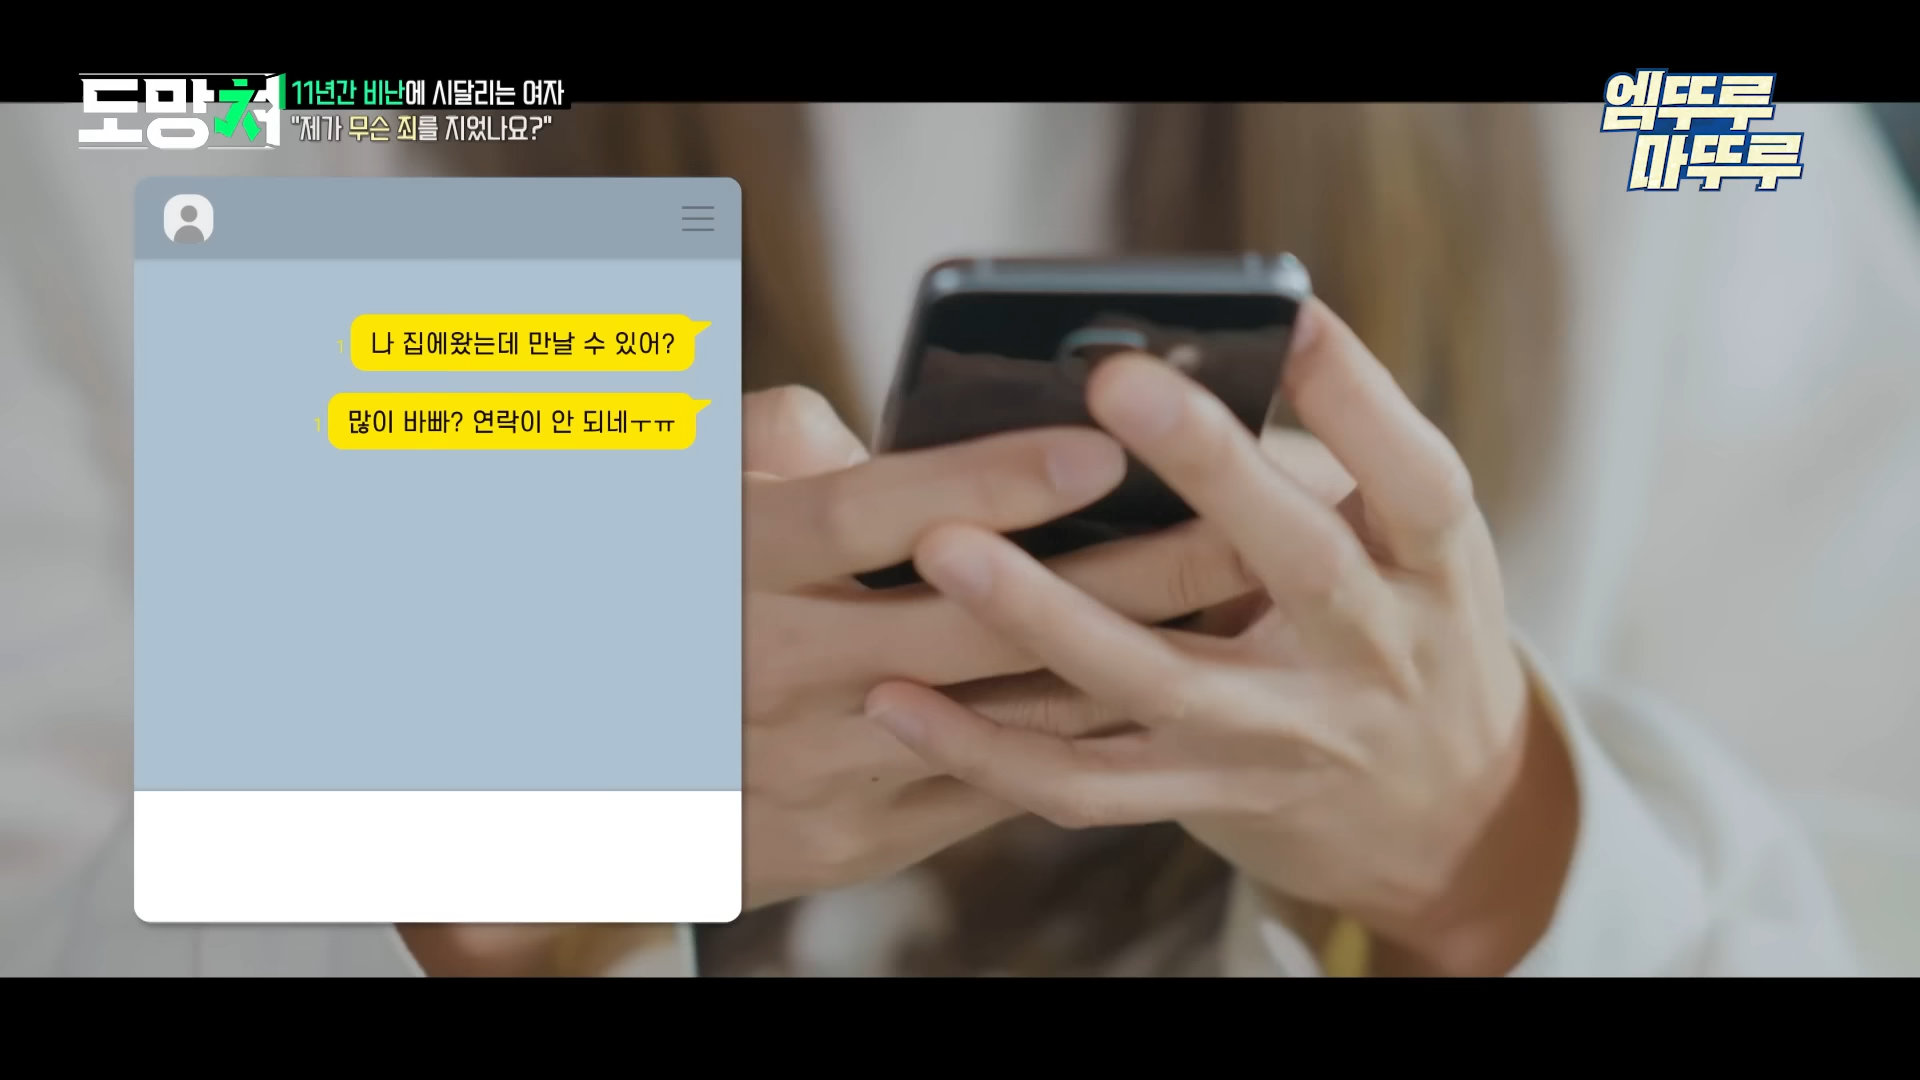 도망쳐
11년간 비난에 시달리는 여자
"제가 무슨 죄를 지었나요?"
엠뚜루
마뚜루
1 나 집에왔는데 만날 수 있어?
1 많이 바빠? 연락이 안 되네ㅜㅠ